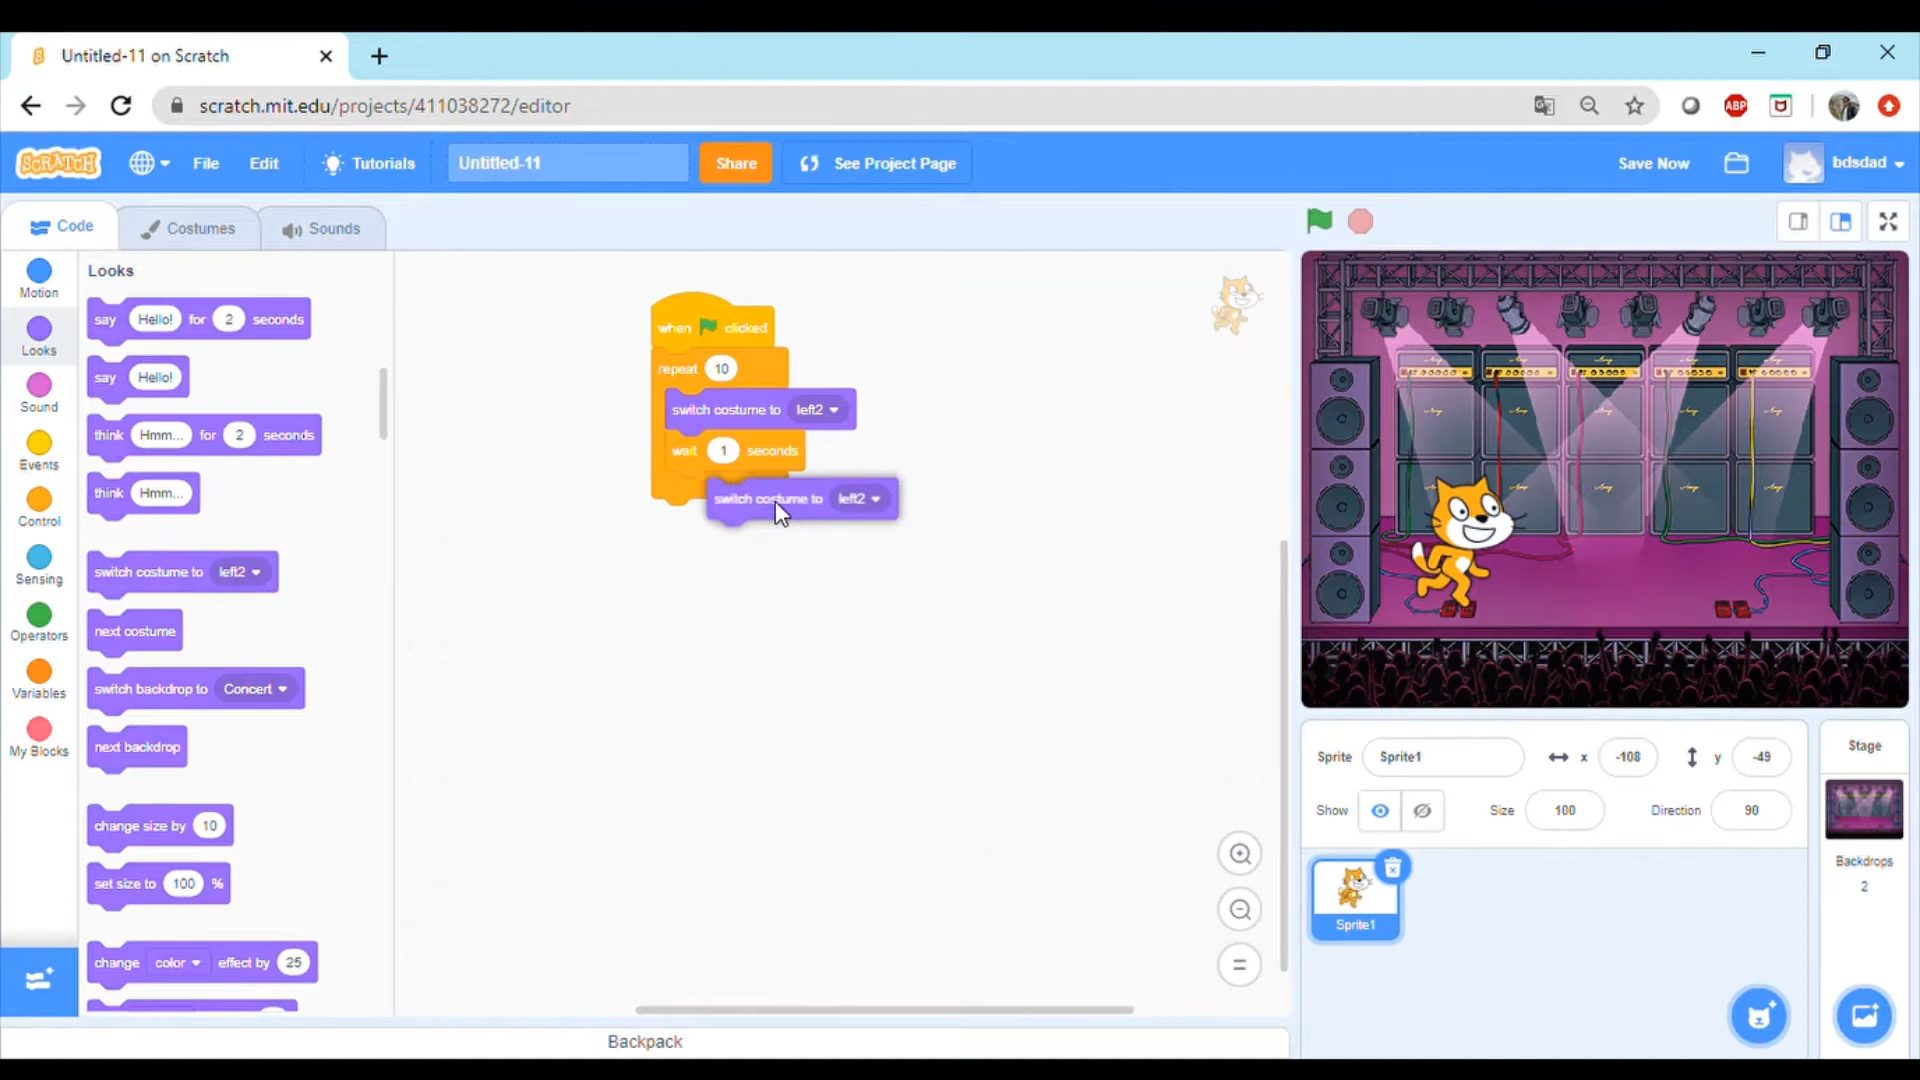 Untitled-11 on Scratch
scratch.mit.edu/projects/411038272/editor
ABP
SCRATCH
File
Edit
Tutorials
Untitled-11
Share
See Project Page
Save Now
bdsdad
Code
Costumes
Sounds
Motion
Looks
Sound
Events
Control
Sensing
Operators
Variables
My Blocks
Looks
say Hello! for 2 seconds
say Hello!
think Hmm... for 2 seconds
think Hmm...
switch costume to left2
next costume
switch backdrop to Concert
next backdrop
change size by 10
set size to 100 %
change color effect by 25
when clicked
repeat 10
switch costume to left2
wait 1 seconds
switch costume to left2
Backpack
Sprite Sprite1 x -108 y -49
Show Size 100 Direction 90
Sprite1
Stage
Backdrops
2